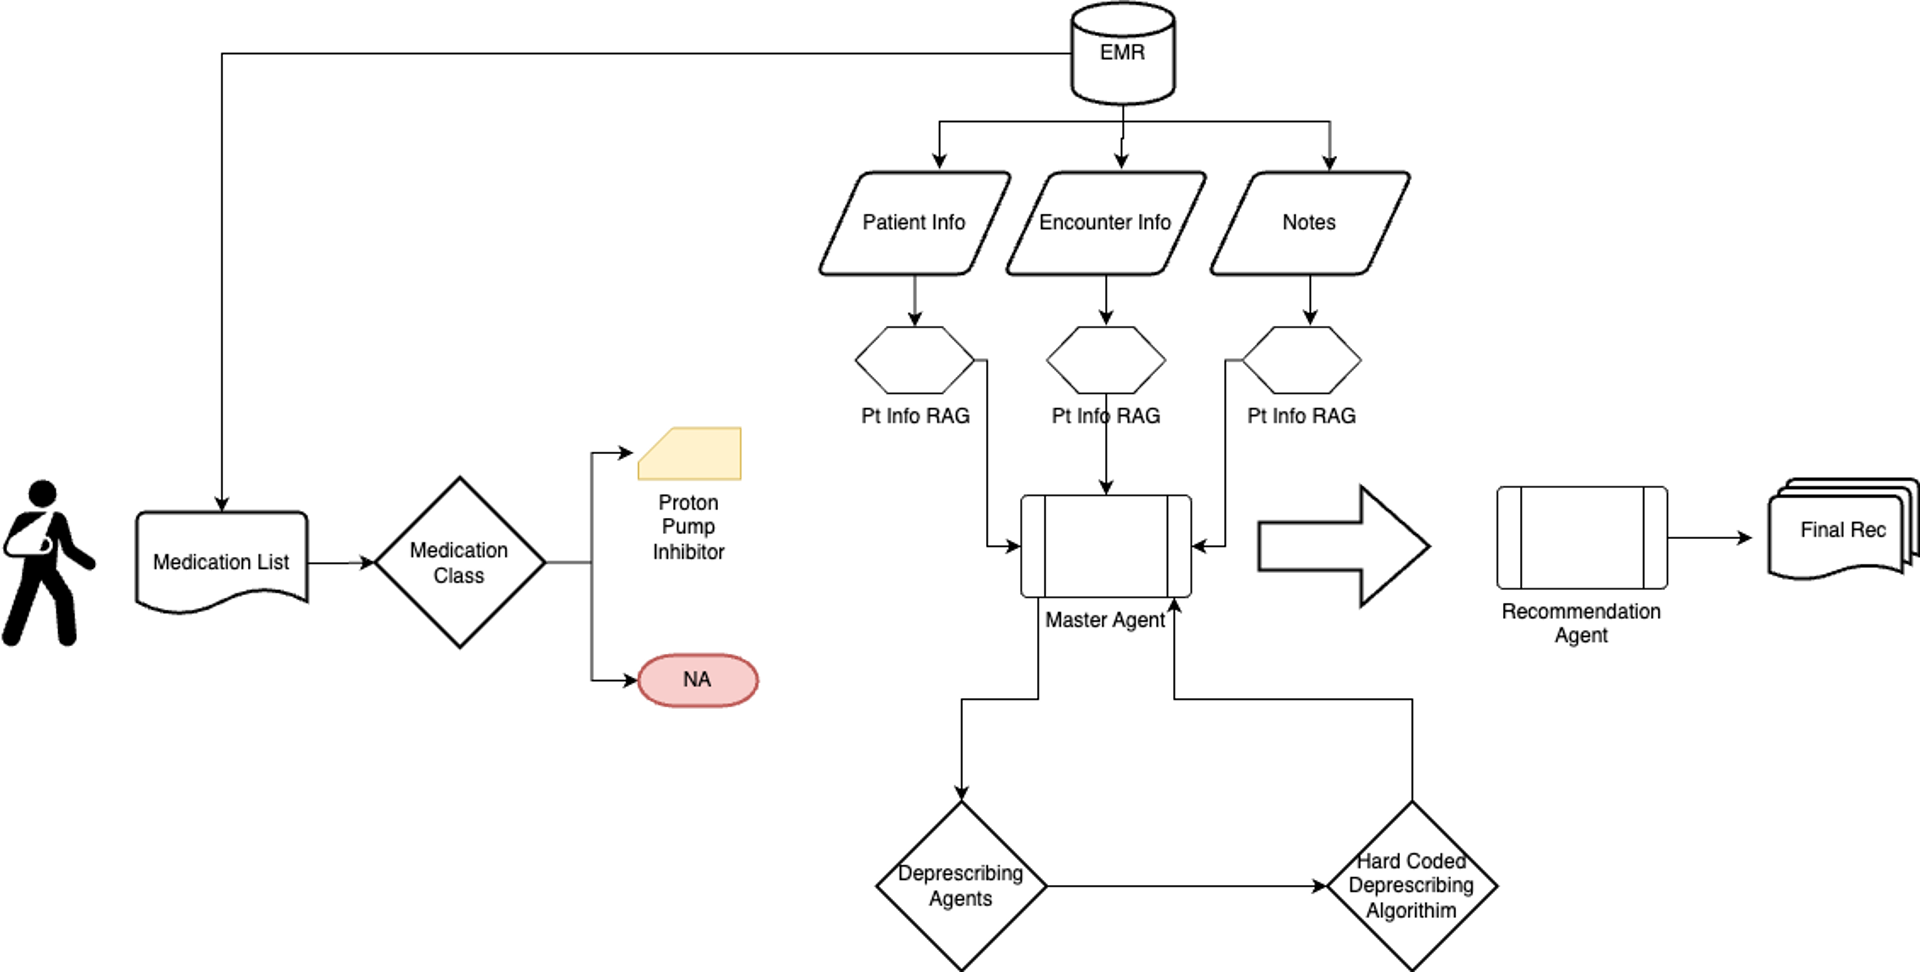 EMR
Patient Info
Encounter Info
Notes
Pt Info RAG
Pt Info RAG
Pt Info RAG
Medication List
Medication
Class
Proton
Pump
Inhibitor
NA
Master Agent
Recommendation
Agent
Final Rec
Deprescribing
Agents
Hard Coded
Deprescribing
Algorithim